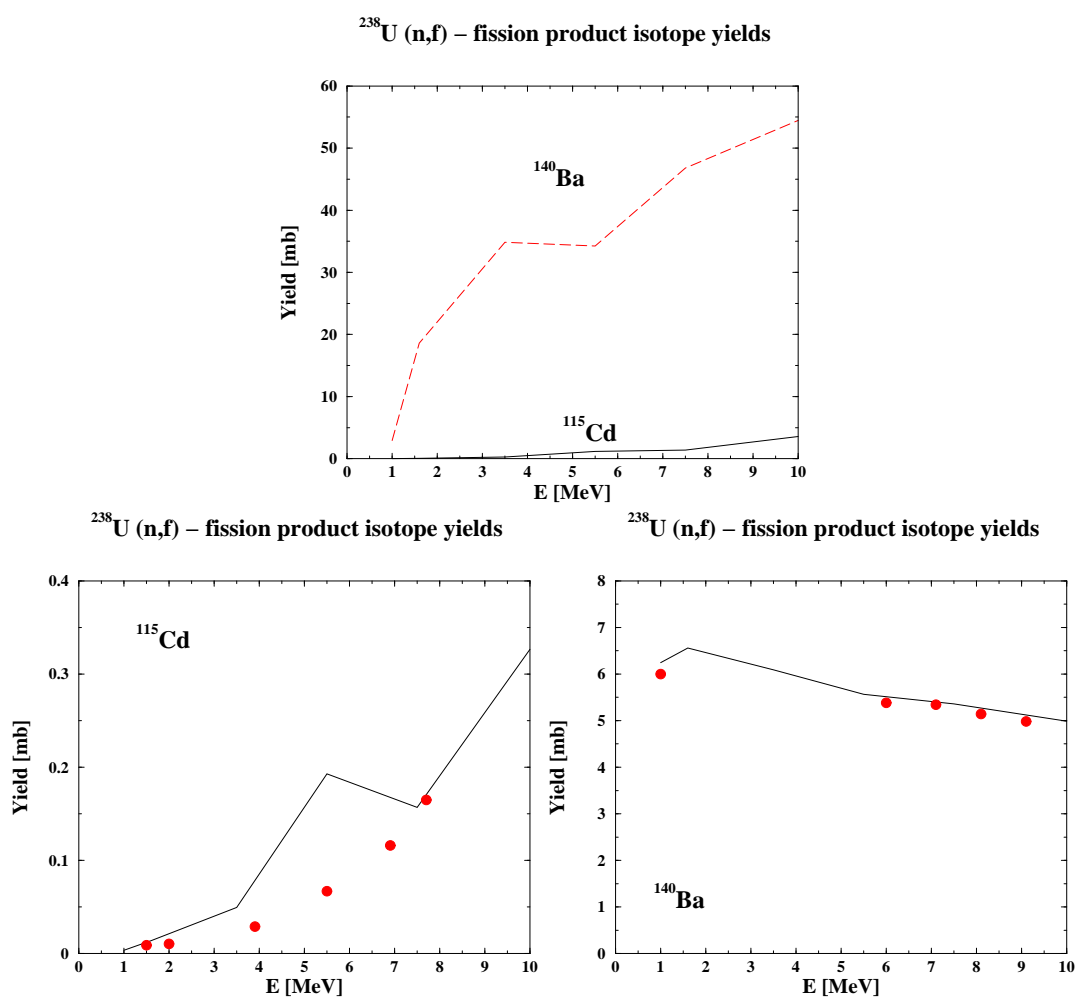 ²³⁸U (n,f) – fission product isotope yields
60
50
40
30
20
10
0
Yield [mb]
¹⁴⁰Ba
¹¹⁵Cd
0 1 2 3 4 5 6 7 8 9 10
E [MeV]
²³⁸U (n,f) – fission product isotope yields
0.4
0.3
0.2
0.1
0
Yield [mb]
¹¹⁵Cd
0 1 2 3 4 5 6 7 8 9 10
E [MeV]
²³⁸U (n,f) – fission product isotope yields
8
7
6
5
4
3
2
1
0
Yield [mb]
¹⁴⁰Ba
0 1 2 3 4 5 6 7 8 9 10
E [MeV]